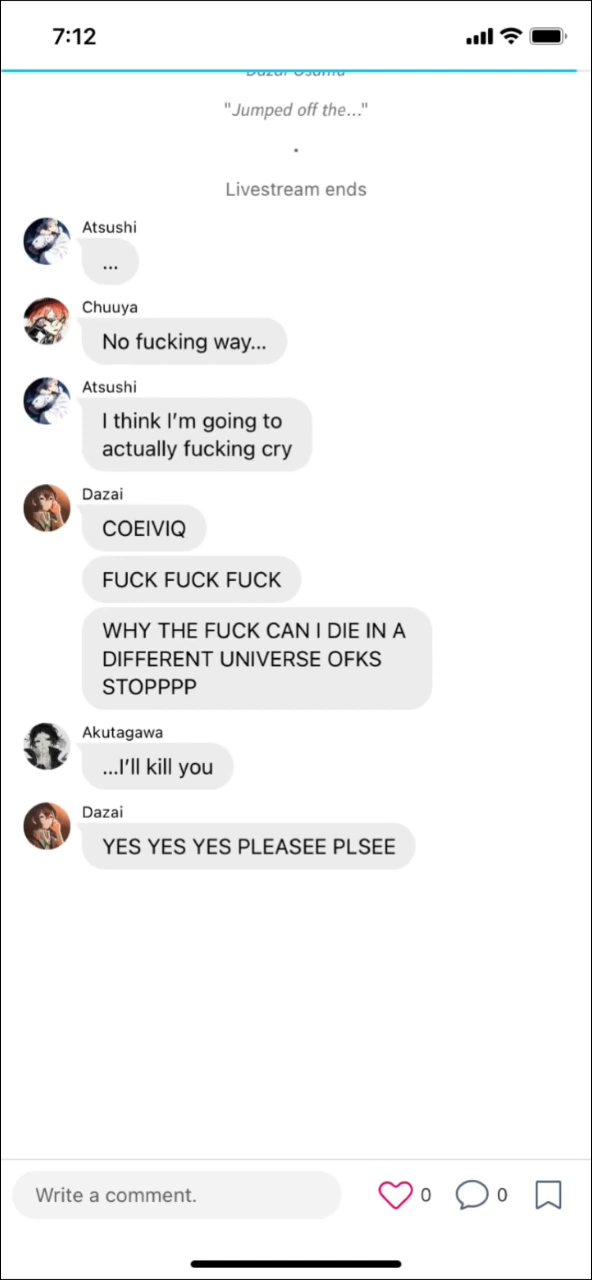 7:12
Dazai Osamu
"Jumped off the..."
.
Livestream ends
Atsushi
...
Chuuya
No fucking way...
Atsushi
I think I'm going to
actually fucking cry
Dazai
COEIVIQ
FUCK FUCK FUCK
WHY THE FUCK CAN I DIE IN A
DIFFERENT UNIVERSE OFKS
STOPPPP
Akutagawa
...I'll kill you
Dazai
YES YES YES PLEASEE PLSEE
Write a comment.
0
0